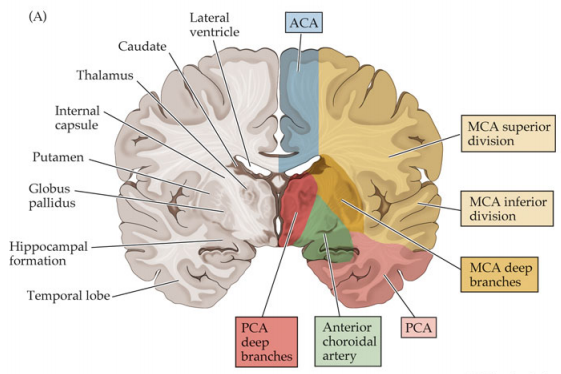 (A)
Lateral
ventricle
ACA
Caudate
Thalamus
Internal
capsule
MCA superior
division
Putamen
Globus
pallidus
MCA inferior
division
Hippocampal
formation
MCA deep
branches
Temporal lobe
PCA
deep
branches
Anterior
choroidal
artery
PCA